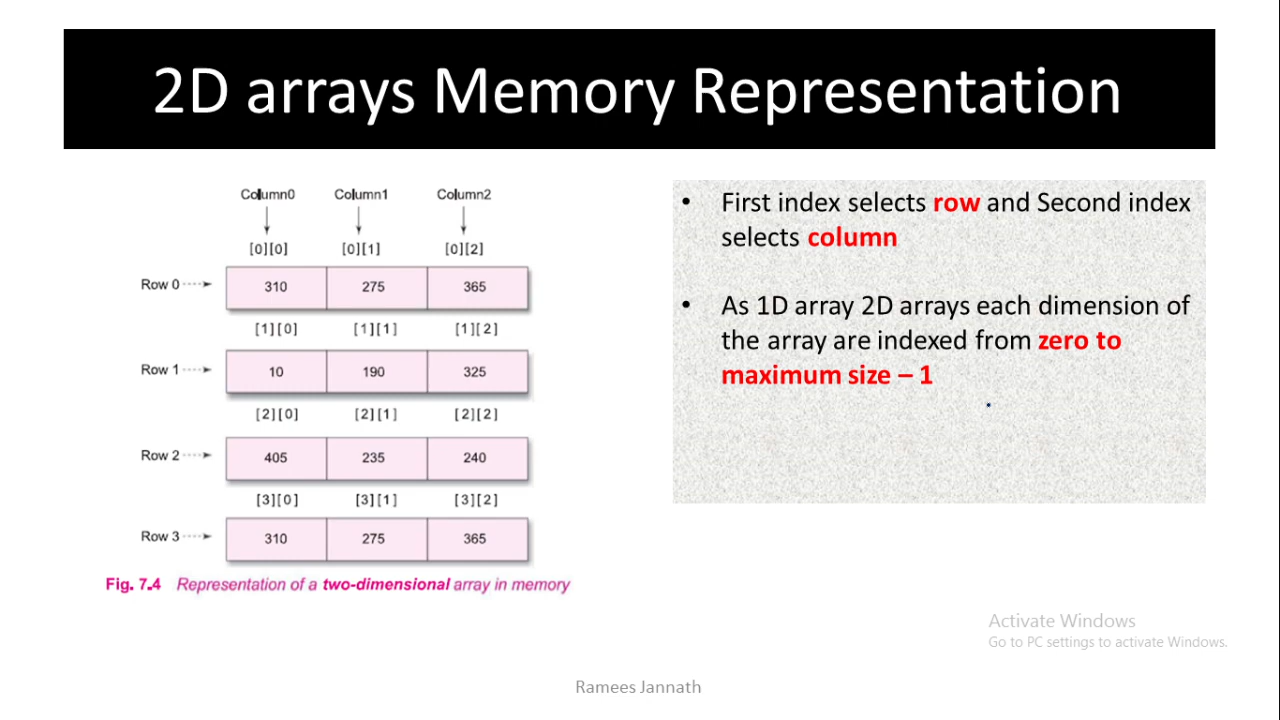 2D arrays Memory Representation
Column0 Column1 Column2
[0][0] [0][1] [0][2]
Row 0 310 275 365
[1][0] [1][1] [1][2]
Row 1 10 190 325
[2][0] [2][1] [2][2]
Row 2 405 235 240
[3][0] [3][1] [3][2]
Row 3 310 275 365
Fig. 7.4 Representation of a two-dimensional array in memory
• First index selects row and Second index
selects column
• As 1D array 2D arrays each dimension of
the array are indexed from zero to
maximum size – 1
Activate Windows
Go to PC settings to activate Windows.
Ramees Jannath